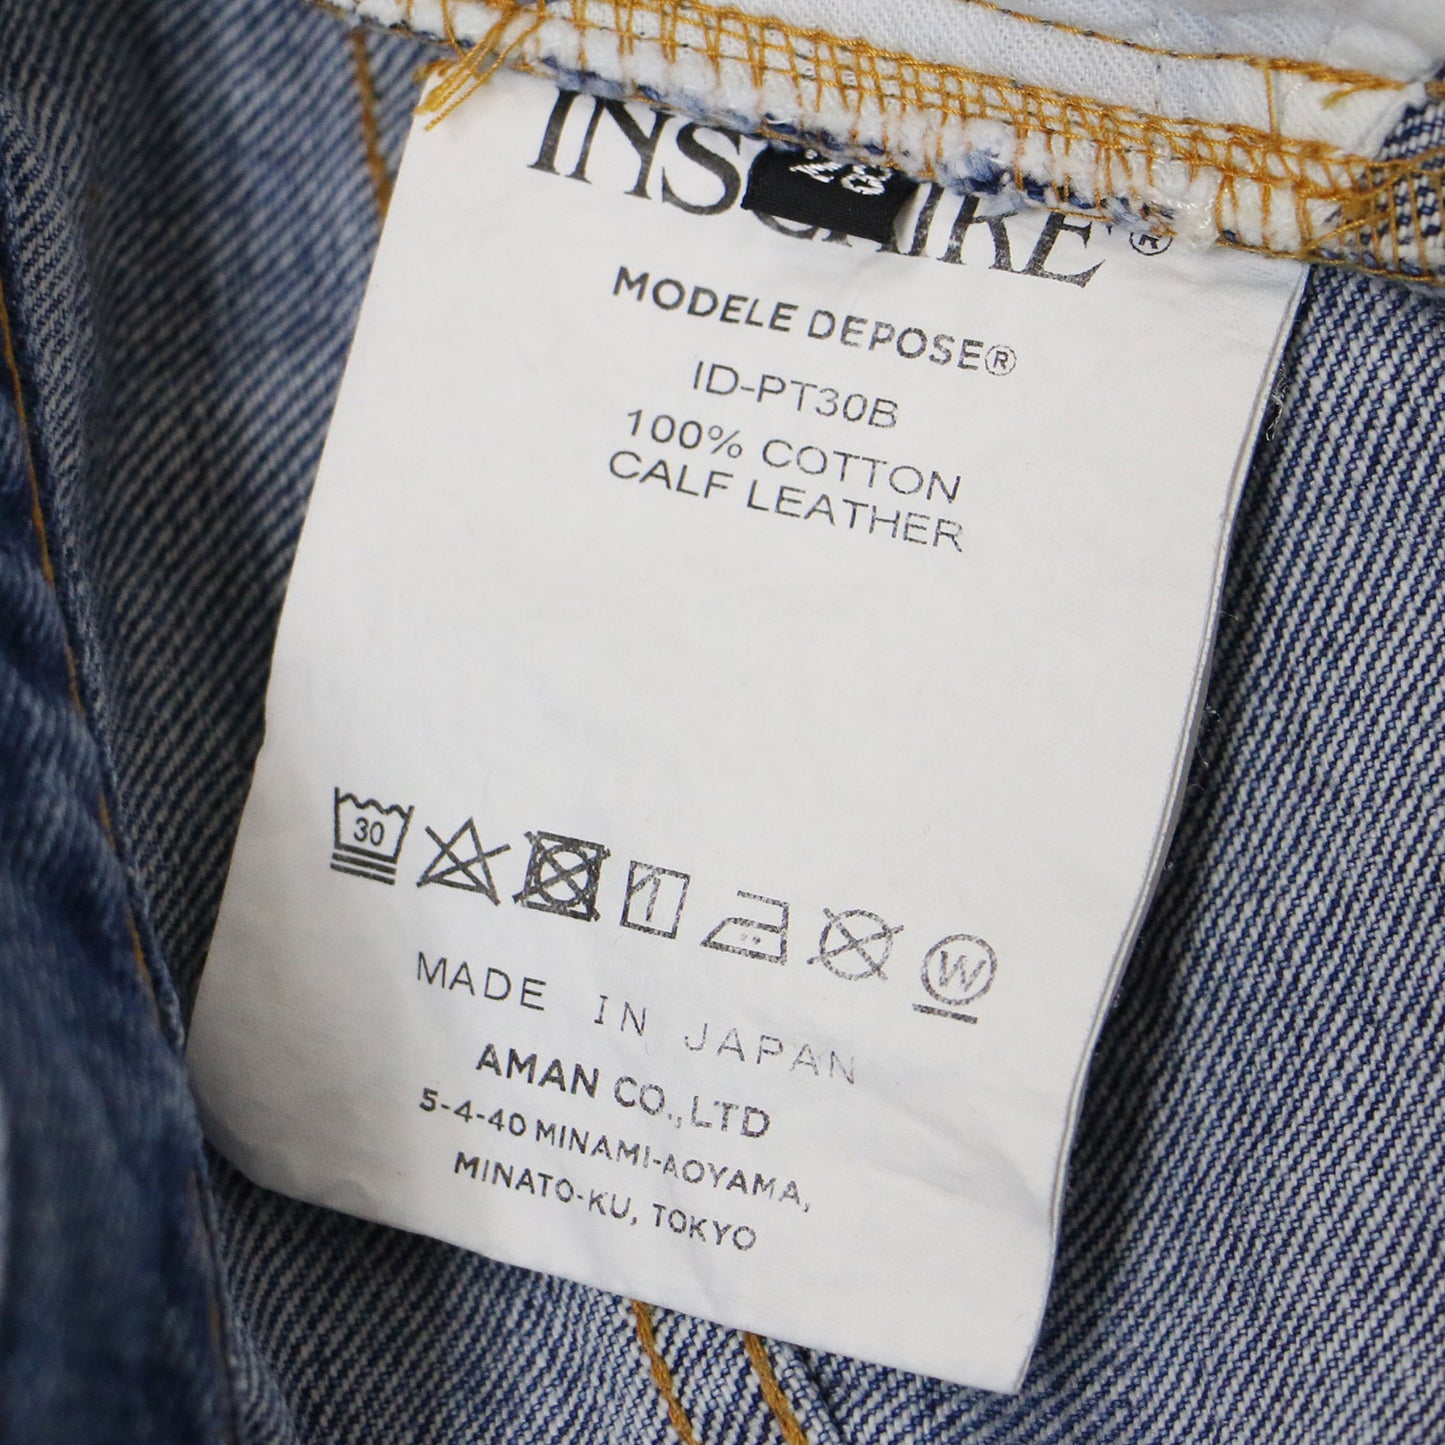 28
MODELE DEPOSE®
ID-PT30B
100% COTTON
CALF LEATHER
30
W
MADE IN JAPAN
AMAN CO.,LTD
5-4-40 MINAMI-AOYAMA,
MINATO-KU, TOKYO